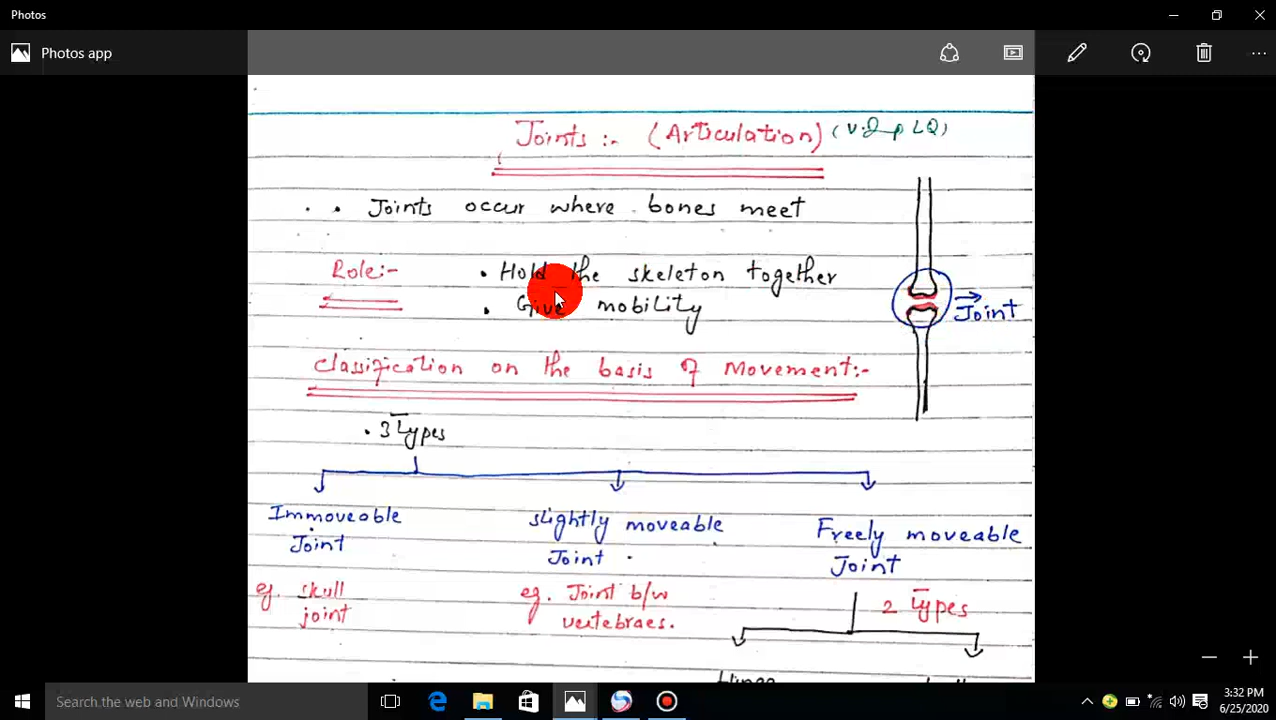 Photos
Photos app
Joints :- (Articulation) (V. Imp LQ)
• Joints occur where bones meet
Role:- • Hold the skeleton together
• Give mobility
Joint
Classification on the basis of Movement:-
• 3 Types
Immoveable Joint
slightly moveable Joint
Freely moveable Joint
eg. skull joint
eg. Joint b/w vertebraes.
2 Types
Search the web and Windows
3:32 PM
6/25/2020